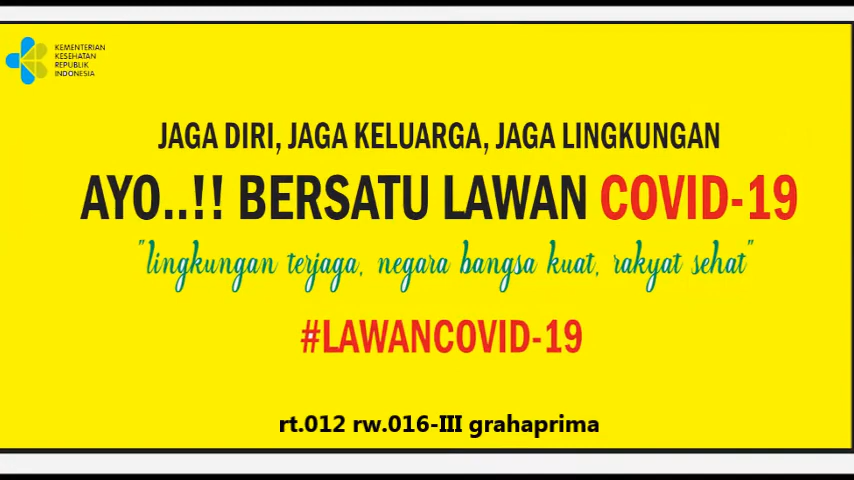 KEMENTERIAN
KESEHATAN
REPUBLIK
INDONESIA
JAGA DIRI, JAGA KELUARGA, JAGA LINGKUNGAN
AYO..!! BERSATU LAWAN COVID-19
"lingkungan terjaga, negara bangsa kuat, rakyat sehat"
#LAWANCOVID-19
rt.012 rw.016-III grahaprima